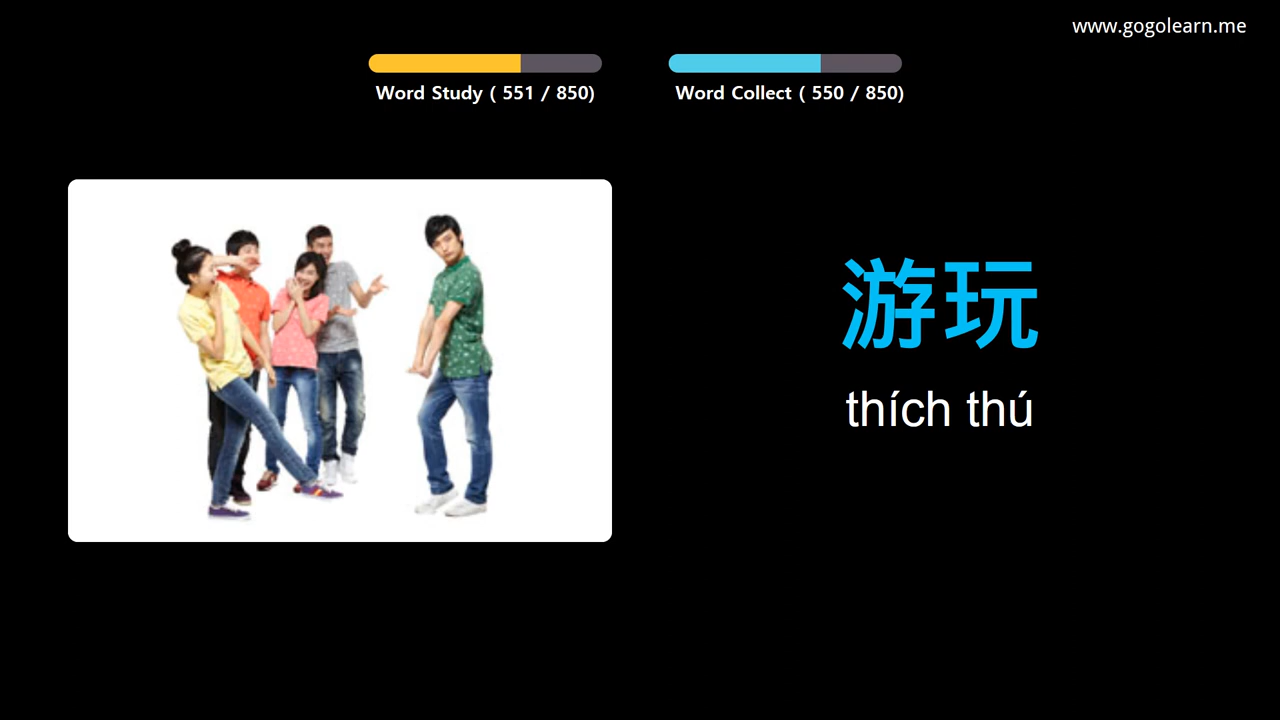 www.gogolearn.me
Word Study ( 551 / 850)
Word Collect ( 550 / 850)
游玩
thích thú